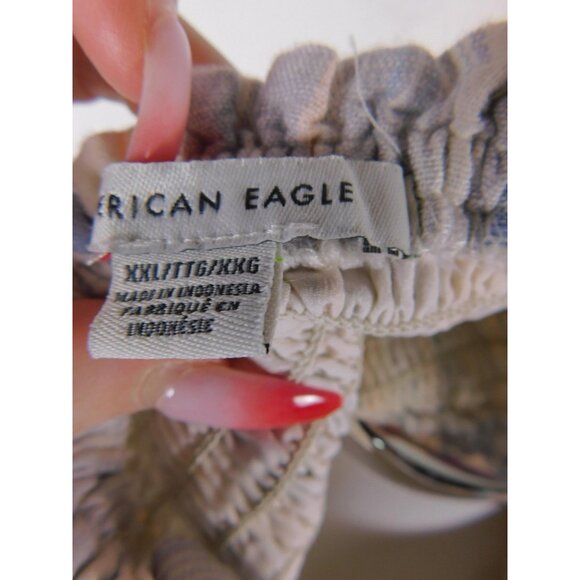 ERICAN EAGLE
XXL/TTG/XXG
MADE IN INDONESIA
FABRIQUÉ EN
INDONÉSIE